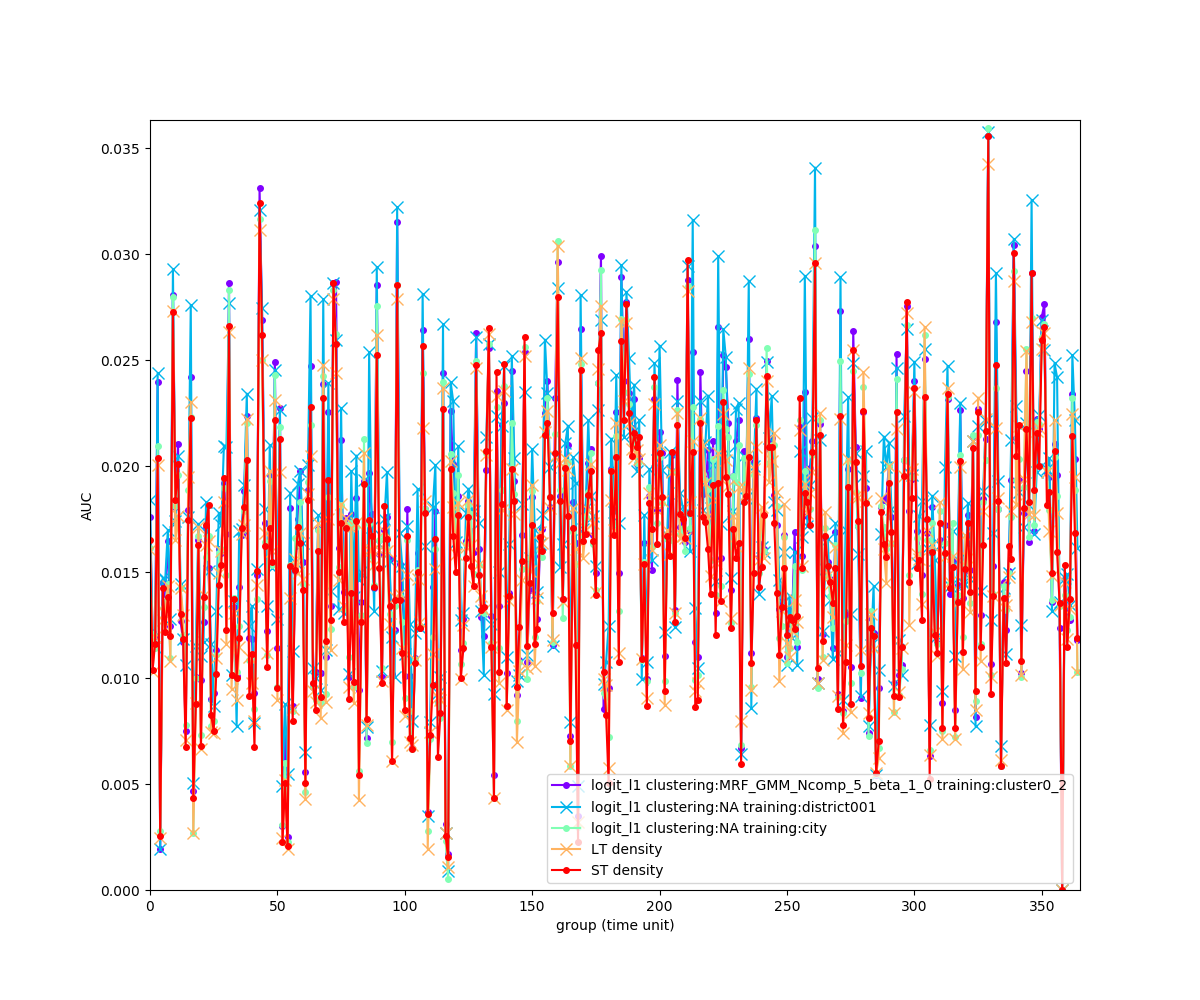 0.035
0.030
0.025
0.020
0.015
0.010
0.005
0.000
AUC
0 50 100 150 200 250 300 350
group (time unit)
logit_l1 clustering:MRF_GMM_Ncomp_5_beta_1_0 training:cluster0_2
logit_l1 clustering:NA training:district001
logit_l1 clustering:NA training:city
LT density
ST density